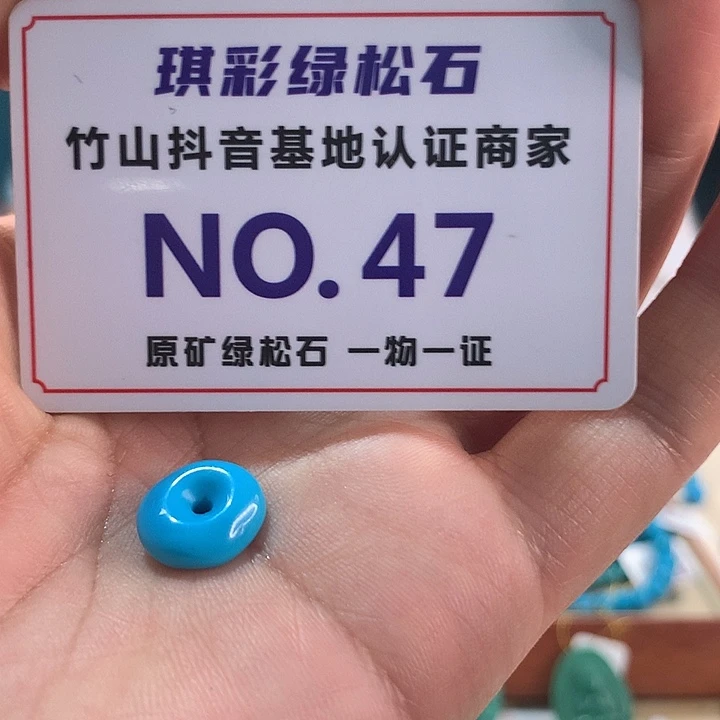 琪彩绿松石
竹山抖音基地认证商家
NO.47
原矿绿松石 一物一证